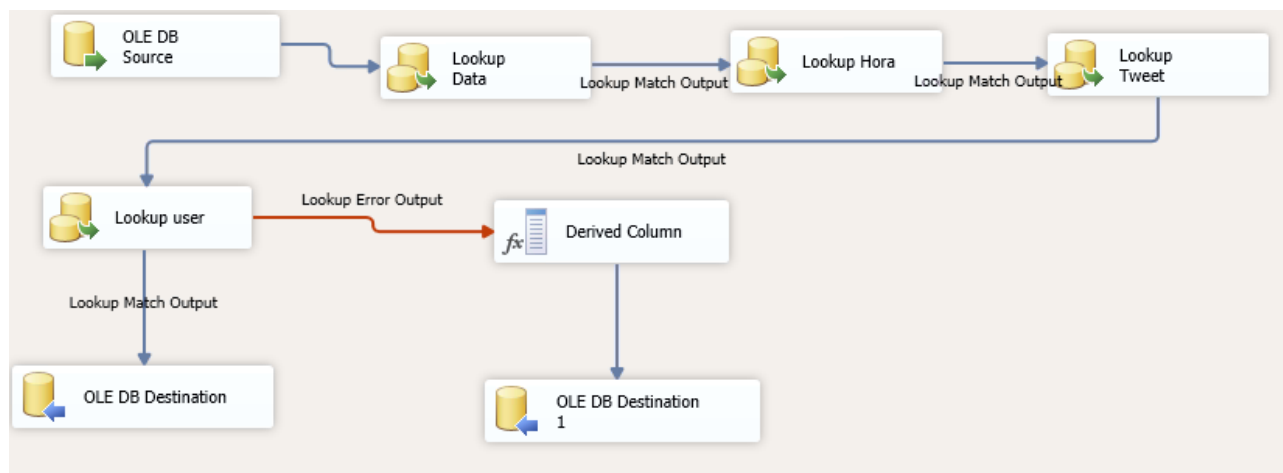 OLE DB
Source
Lookup
Data
Lookup Match Output
Lookup Hora
Lookup Match Output
Lookup
Tweet
Lookup Match Output
Lookup user
Lookup Error Output
fx
Derived Column
Lookup Match Output
OLE DB Destination
OLE DB Destination
1